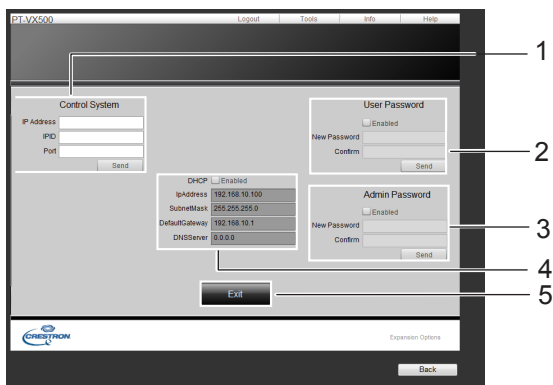 PT-VX500 Logout Tools Info Help
1
Control System
IP Address
IPID
Port
Send
User Password
Enabled
New Password
Confirm
Send
2
DHCP Enabled
IpAddress 192.168.10.100
SubnetMask 255.255.255.0
DefaultGateway 192.168.10.1
DNSServer 0.0.0.0
Admin Password
Enabled
New Password
Confirm
Send
3
4
Exit
5
CRESTRON
Expansion Options
Back